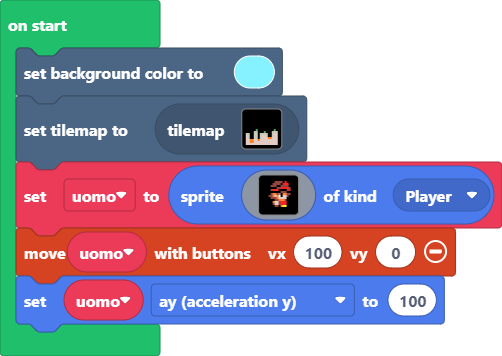 on start
set background color to
set tilemap to tilemap
set uomo to sprite of kind Player
move uomo with buttons vx 100 vy 0
set uomo ay (acceleration y) to 100